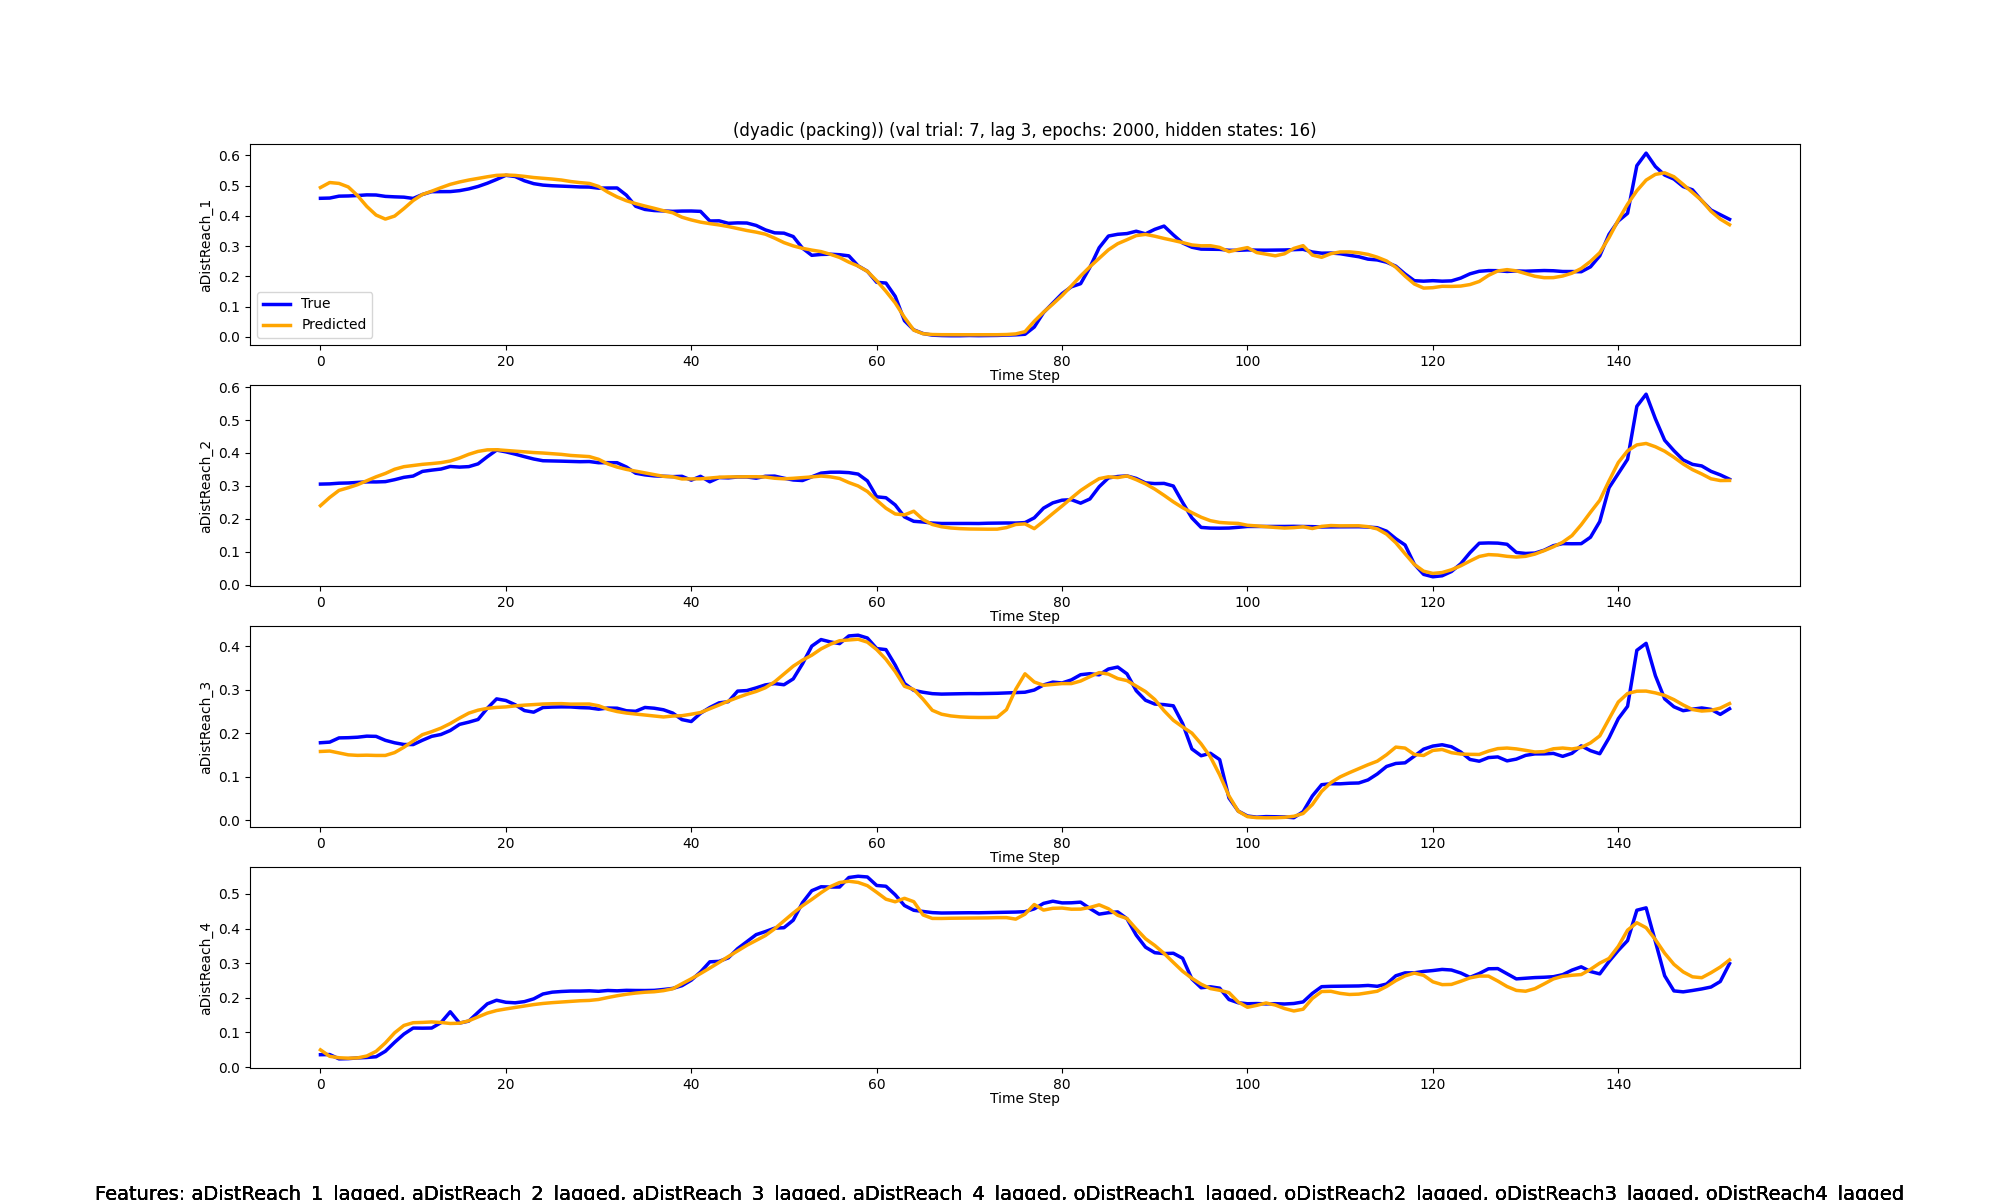 (dyadic (packing)) (val trial: 7, lag 3, epochs: 2000, hidden states: 16)
aDistReach_1
0.6
0.5
0.4
0.3
0.2
0.1
0.0
True
Predicted
0 20 40 60 80 100 120 140
Time Step
aDistReach_2
0.6
0.5
0.4
0.3
0.2
0.1
0.0
0 20 40 60 80 100 120 140
Time Step
aDistReach_3
0.4
0.3
0.2
0.1
0.0
0 20 40 60 80 100 120 140
Time Step
aDistReach_4
0.5
0.4
0.3
0.2
0.1
0.0
0 20 40 60 80 100 120 140
Time Step
Features: aDistReach_1_lagged, aDistReach_2_lagged, aDistReach_3_lagged, aDistReach_4_lagged, oDistReach1_lagged, oDistReach2_lagged, oDistReach3_lagged, oDistReach4_lagged